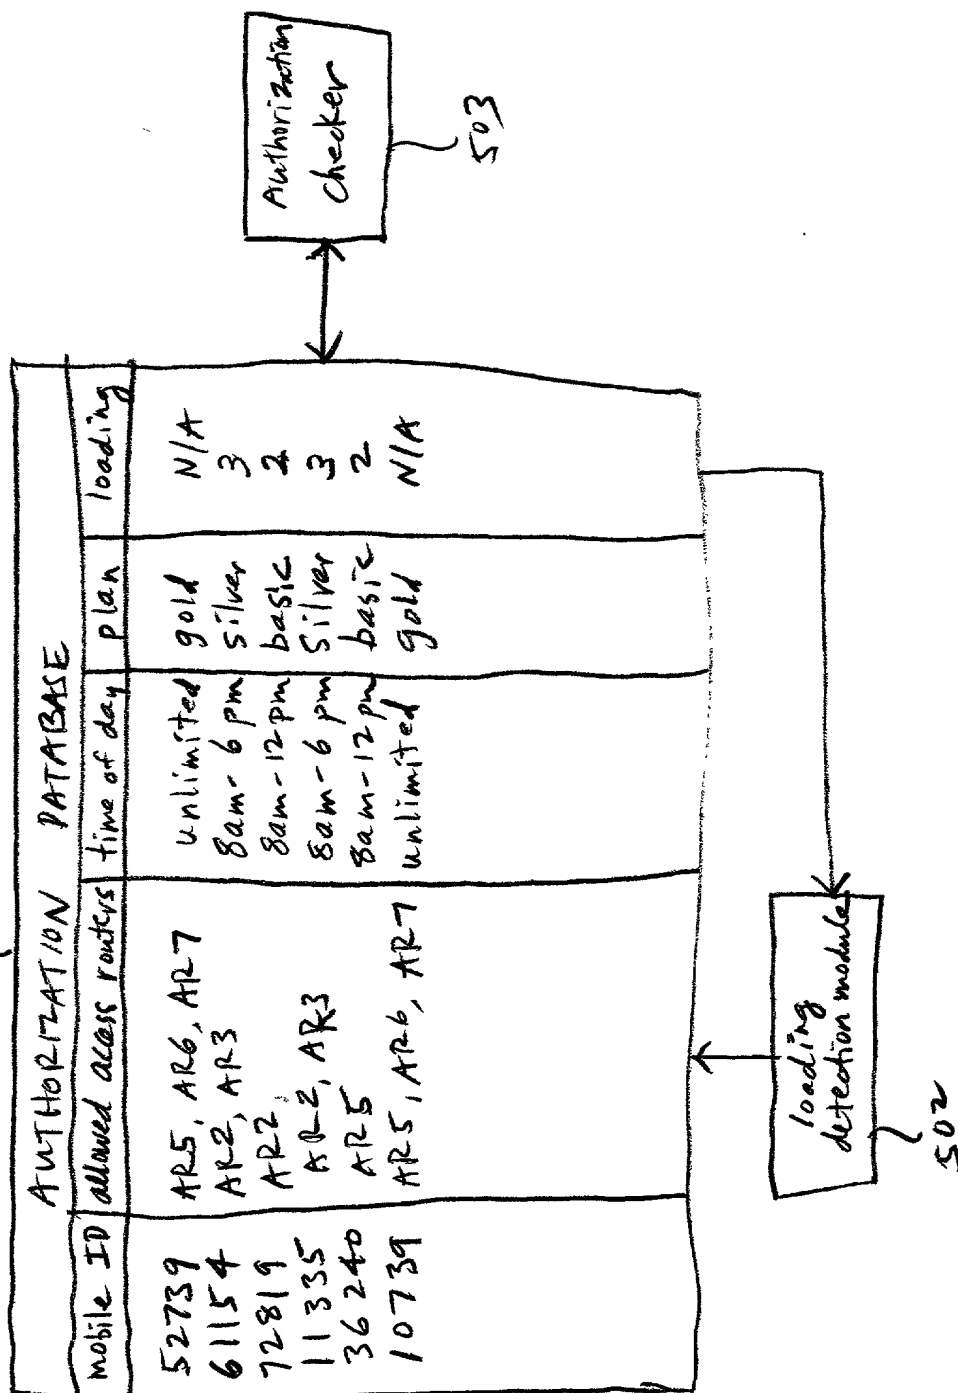 AUTHORIZATION DATABASE
mobile ID allowed access routers time of day plan loading
52739 AR5, AR6, AR7 unlimited gold N/A
61154 AR2, AR3 8am-6pm silver 3
72819 AR2 8am-12pm basic 2
11335 AR2, AR3 8am-6pm silver 3
36240 AR5 8am-12pm basic 2
10739 AR5, AR6, AR7 unlimited gold N/A
Authorization
checker
503
loading
detection module
502